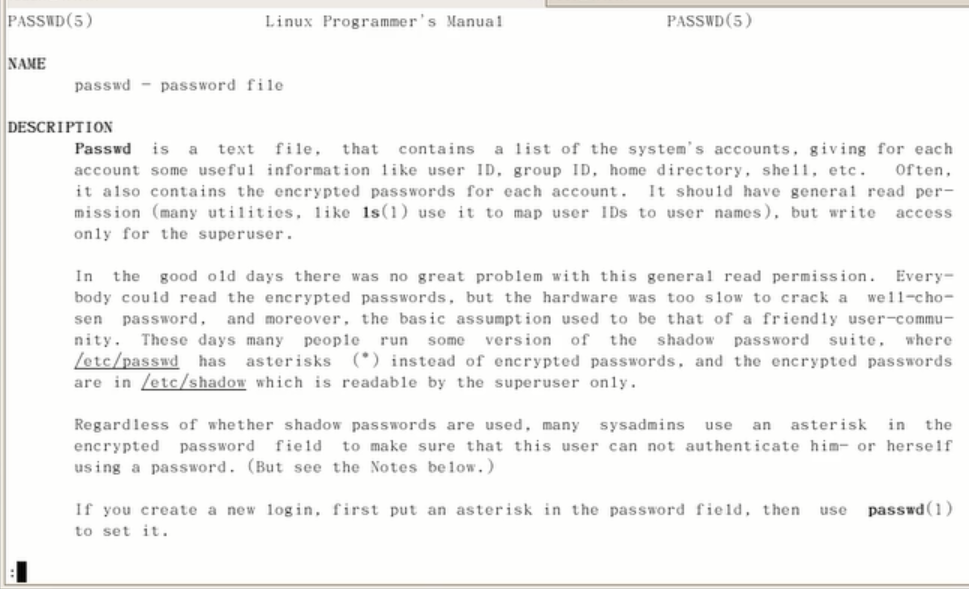 PASSWD(5) Linux Programmer's Manual PASSWD(5)
NAME
passwd − password file
DESCRIPTION
Passwd is a text file, that contains a list of the system's accounts, giving for each
account some useful information like user ID, group ID, home directory, shell, etc. Often,
it also contains the encrypted passwords for each account. It should have general read per−
mission (many utilities, like ls(1) use it to map user IDs to user names), but write access
only for the superuser.
In the good old days there was no great problem with this general read permission. Every−
body could read the encrypted passwords, but the hardware was too slow to crack a well−cho−
sen password, and moreover, the basic assumption used to be that of a friendly user−commu−
nity. These days many people run some version of the shadow password suite, where
/etc/passwd has asterisks (*) instead of encrypted passwords, and the encrypted passwords
are in /etc/shadow which is readable by the superuser only.
Regardless of whether shadow passwords are used, many sysadmins use an asterisk in the
encrypted password field to make sure that this user can not authenticate him− or herself
using a password. (But see the Notes below.)
If you create a new login, first put an asterisk in the password field, then use passwd(1)
to set it.
: